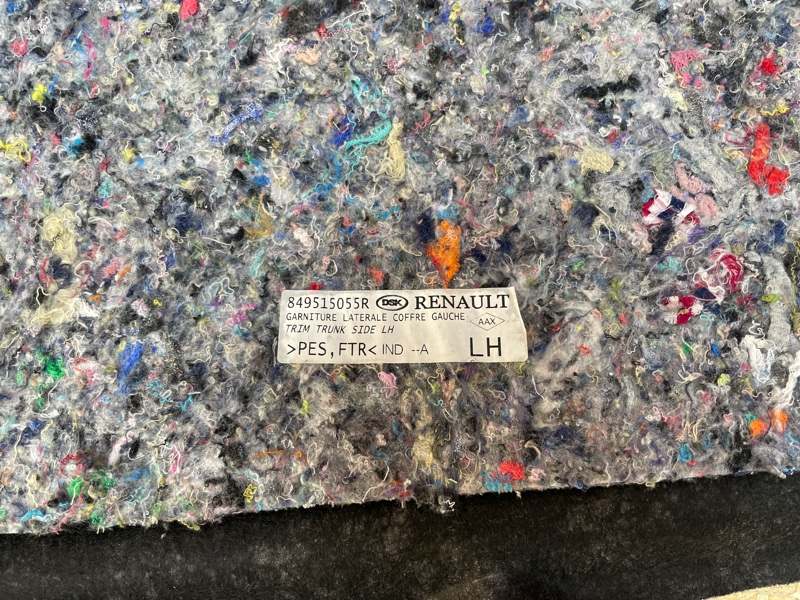 849515055R DSK RENAULT
GARNITURE LATERALE COFFRE GAUCHE
AAX
TRIM TRUNK SIDE LH
>PES,FTR< IND --A LH